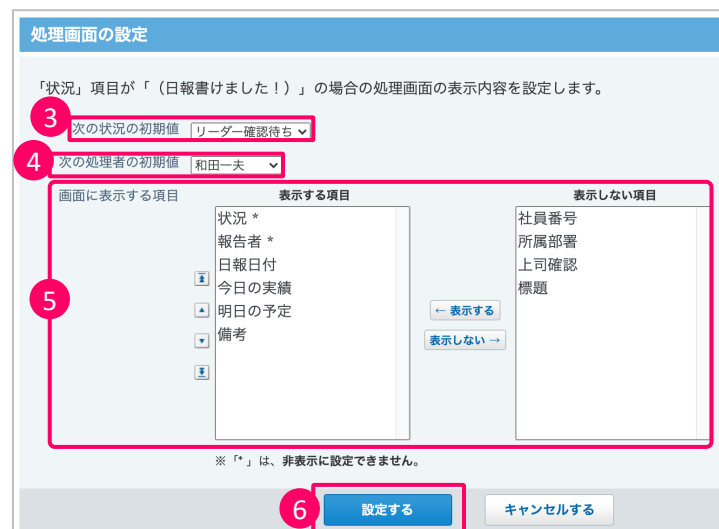 処理画面の設定
「状況」項目が「（日報書けました！）」の場合の処理画面の表示内容を設定します。
3 次の状況の初期値 リーダー確認待ち
4 次の処理者の初期値 和田一夫
画面に表示する項目 表示する項目 表示しない項目
状況 * 社員番号
報告者 * 所属部署
日報日付 上司確認
今日の実績 標題
5 明日の予定 ← 表示する
備考 表示しない →
※「*」は、非表示に設定できません。
6 設定する キャンセルする